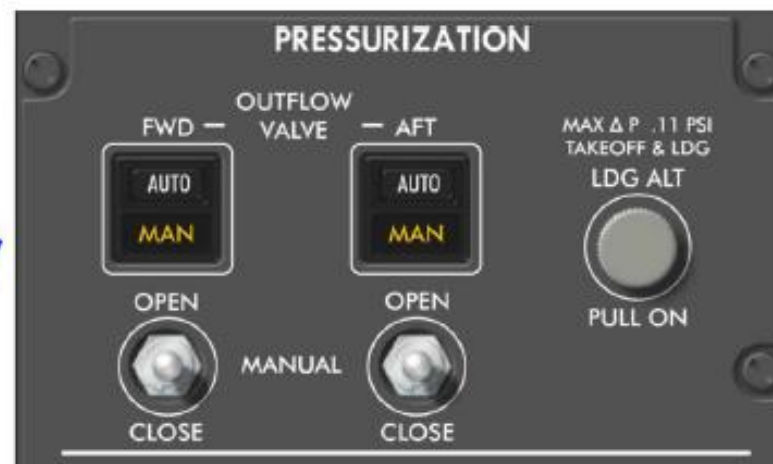 PRESSURIZATION
OUTFLOW
FWD — VALVE — AFT
MAX Δ P .11 PSI
TAKEOFF & LDG
LDG ALT
AUTO AUTO
MAN MAN
OPEN OPEN
PULL ON
MANUAL
CLOSE CLOSE